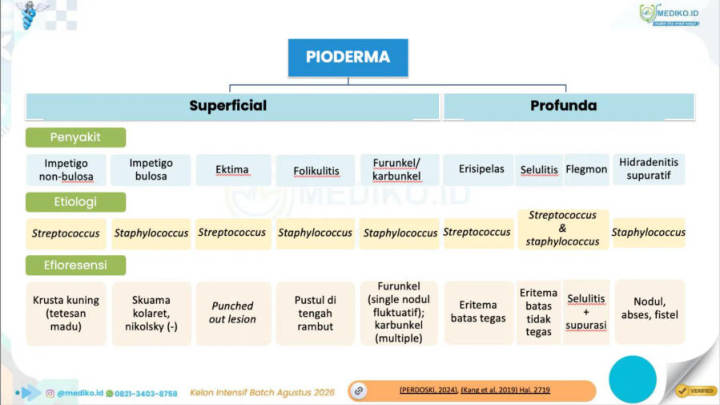 MEDIKO.ID
PIODERMA
Superficial
Profunda
Penyakit
Impetigo
non-bulosa
Impetigo
bulosa
Ektima
Folikulitis
Furunkel/
karbunkel
Erisipelas
Selulitis
Flegmon
Hidradenitis
supuratif
MEDIKO.ID
Etiologi
Streptococcus
Staphylococcus
Streptococcus
Staphylococcus
Staphylococcus
Streptococcus
Streptococcus
&
staphylococcus
Staphylococcus
Efloresensi
Krusta kuning
(tetesan
madu)
Skuama
kolaret,
nikolsky (-)
Punched
out lesion
Pustul di
tengah
rambut
Furunkel
(single nodul
fluktuatif);
karbunkel
(multiple)
Eritema
batas tegas
Eritema
batas
tidak
tegas
Selulitis
+
supurasi
Nodul,
abses, fistel
@mediko.id
0821-3403-8758
Kelan Intensif Batch Agustus 2026
(PERDOSKI, 2024), (Kang et al. 2019) Hal. 2719
VERIFIED